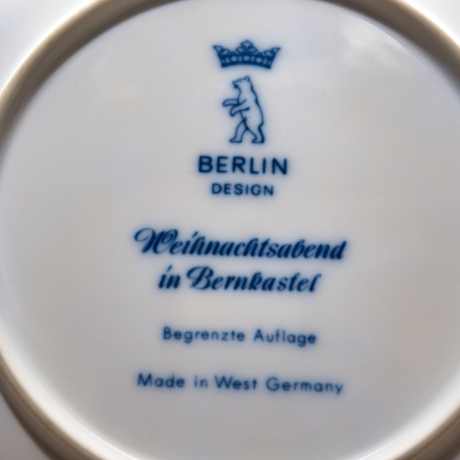 BERLIN
DESIGN
Weihnachtsabend
in Bernkastel
Begrenzte Auflage
Made in West Germany